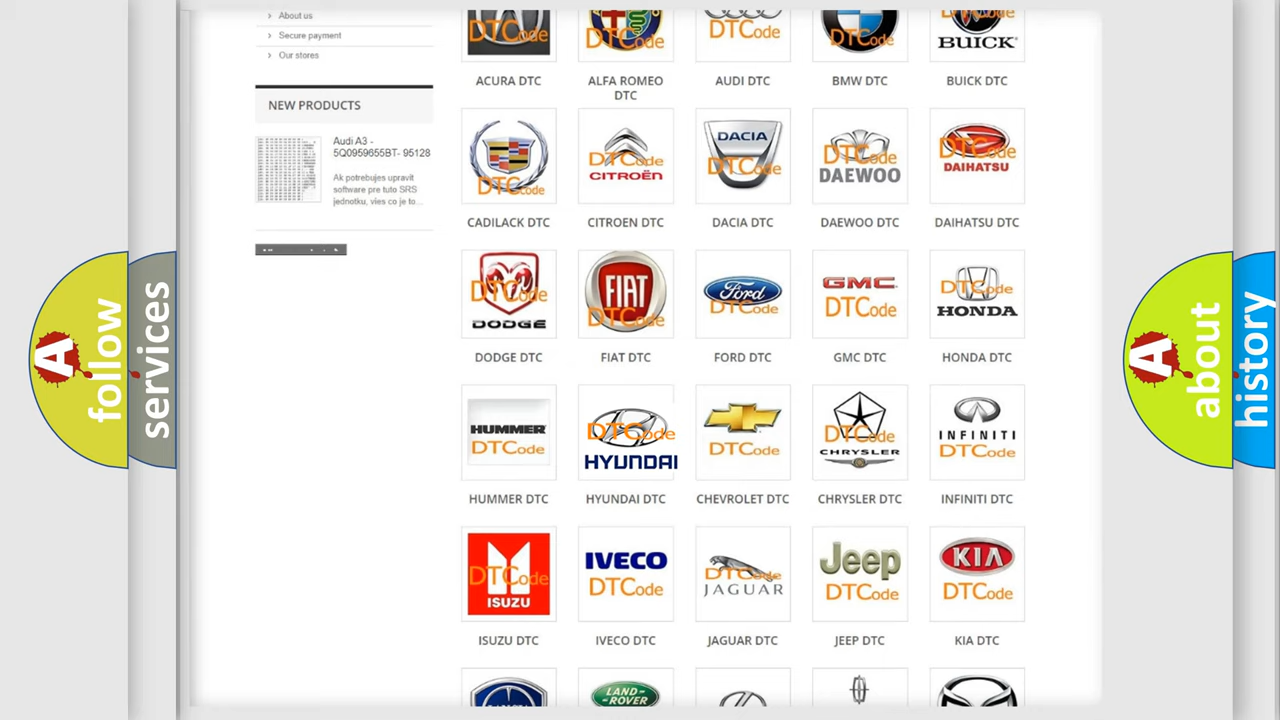 About us
Secure payment
Our stores
NEW PRODUCTS
Audi A3 -
5Q0959655BT- 95128
Ak potrebujes upravit
software pre tuto SRS
jednotku, vies co je to...
DTCode
DTCode
DTCode
DTCode
BUICK
ACURA DTC
ALFA ROMEO
DTC
AUDI DTC
BMW DTC
BUICK DTC
DTCode
DTCode
CITROËN
DACIA
DTCode
DTCode
DAEWOO
DTCode
DAIHATSU
CADILACK DTC
CITROEN DTC
DACIA DTC
DAEWOO DTC
DAIHATSU DTC
DTCode
DODGE
FIAT
DTCode
Ford
DTCode
GMC
DTCode
DTCode
HONDA
DODGE DTC
FIAT DTC
FORD DTC
GMC DTC
HONDA DTC
HUMMER
DTCode
DTCode
HYUNDAI
DTCode
DTCode
CHRYSLER
INFINITI
DTCode
HUMMER DTC
HYUNDAI DTC
CHEVROLET DTC
CHRYSLER DTC
INFINITI DTC
DTCode
ISUZU
IVECO
DTCode
DTCode
JAGUAR
Jeep
DTCode
KIA
DTCode
ISUZU DTC
IVECO DTC
JAGUAR DTC
JEEP DTC
KIA DTC
LAND-
ROVER
A
follow
services
A
about
history